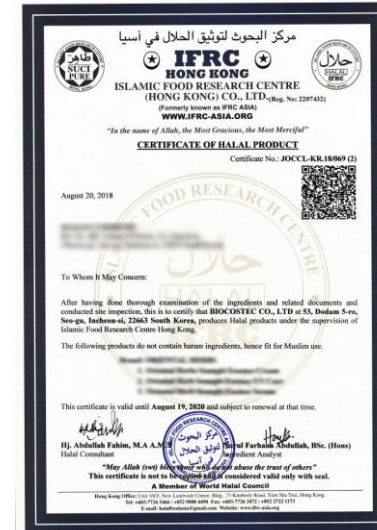 مركز البحوث لتوثيق الحلال في آسيا
طاهر
SUCI
PURE
IFRC
HONG KONG
حلال
HALAL
IFRC
ISLAMIC FOOD RESEARCH CENTRE
(HONG KONG) CO., LTD.(Reg. No: 2207432)
(Formerly known as IFRC ASIA)
WWW.IFRC-ASIA.ORG
"In the name of Allah, the Most Gracious, the Most Merciful"
CERTIFICATE OF HALAL PRODUCT
Certificate No.: JOCCL-KR.18/069 (2)
August 20, 2018
FOOD RESEARCH
To Whom It May Concern:
After having done thorough examination of the ingredients and related documents and
conducted site inspection, this is to certify that BIOCOSTEC CO., LTD at 53, Dodam 5-ro,
Seo-gu, Incheon-si, 22663 South Korea, produces Halal products under the supervision of
Islamic Food Research Centre Hong Kong.
The following products do not contain haram ingredients, hence fit for Muslim use.
This certificate is valid until August 19, 2020 and subject to renewal at that time.
Hj. Abdullah Fahim, M.A A.M.
Nurul Farhana Abdullah, BSc. (Hons)
Halal Consultant
Ingredient Analyst
"May Allah (swt) bless those who do not abuse the trust of others"
This certificate is not to be copied and is considered valid only with seal.
A Member of World Halal Council